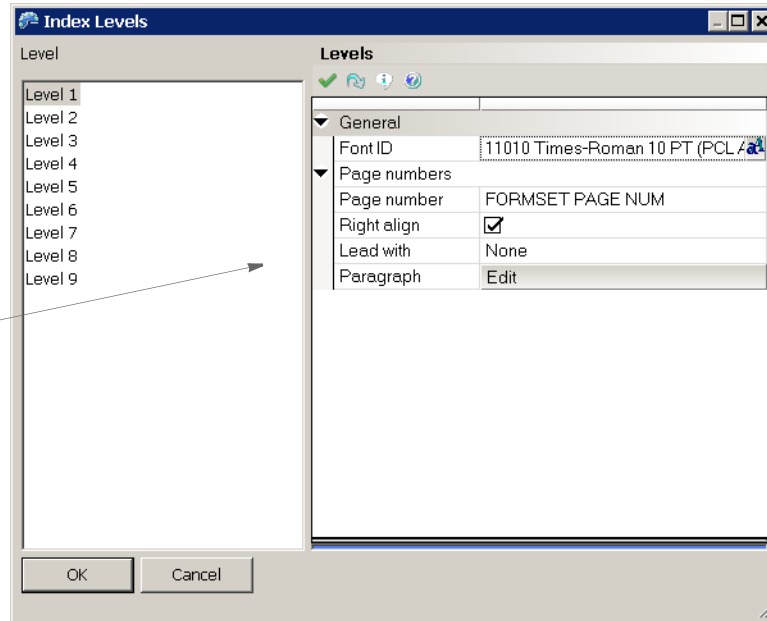 Index Levels
Level
Level 1
Level 2
Level 3
Level 4
Level 5
Level 6
Level 7
Level 8
Level 9
Levels
General
Font ID 11010 Times-Roman 10 PT (PCL
Page numbers
Page number FORMSET PAGE NUM
Right align
Lead with None
Paragraph Edit
OK Cancel